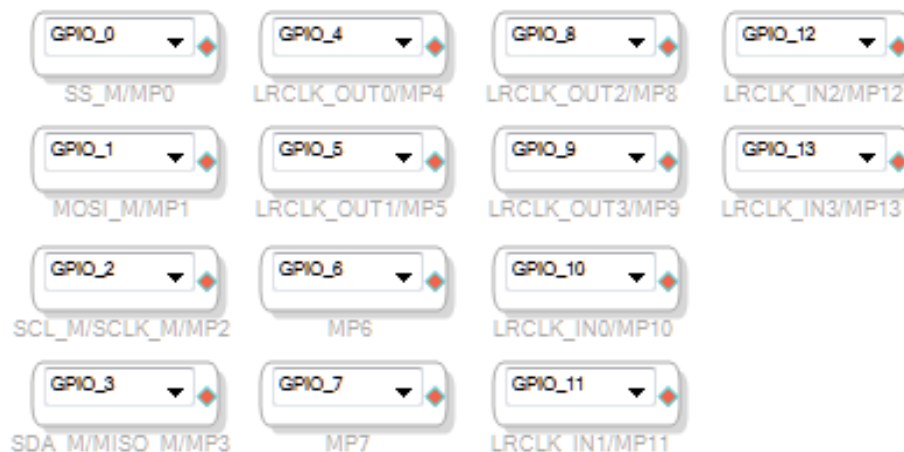 GPIO_0 GPIO_4 GPIO_8 GPIO_12
SS_M/MP0 LRCLK_OUT0/MP4 LRCLK_OUT2/MP8 LRCLK_IN2/MP12
GPIO_1 GPIO_5 GPIO_9 GPIO_13
MOSI_M/MP1 LRCLK_OUT1/MP5 LRCLK_OUT3/MP9 LRCLK_IN3/MP13
GPIO_2 GPIO_6 GPIO_10
SCL_M/SCLK_M/MP2 MP6 LRCLK_IN0/MP10
GPIO_3 GPIO_7 GPIO_11
SDA_M/MISO_M/MP3 MP7 LRCLK_IN1/MP11